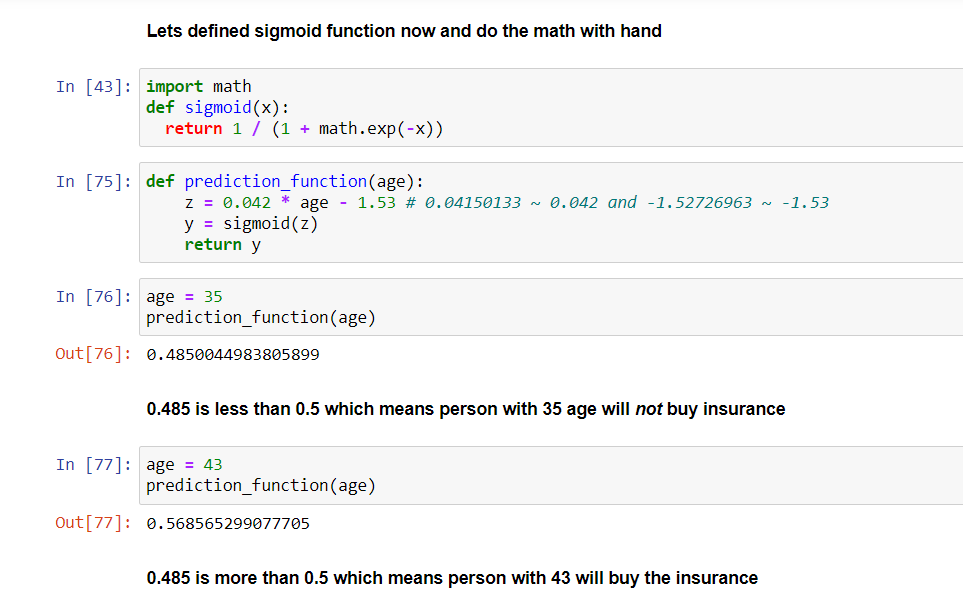 Lets defined sigmoid function now and do the math with hand
In [43]: import math
def sigmoid(x):
  return 1 / (1 + math.exp(-x))
In [75]: def prediction_function(age):
    z = 0.042 * age - 1.53 # 0.04150133 ~ 0.042 and -1.52726963 ~ -1.53
    y = sigmoid(z)
    return y
In [76]: age = 35
prediction_function(age)
Out[76]: 0.4850044983805899
0.485 is less than 0.5 which means person with 35 age will not buy insurance
In [77]: age = 43
prediction_function(age)
Out[77]: 0.568565299077705
0.485 is more than 0.5 which means person with 43 will buy the insurance